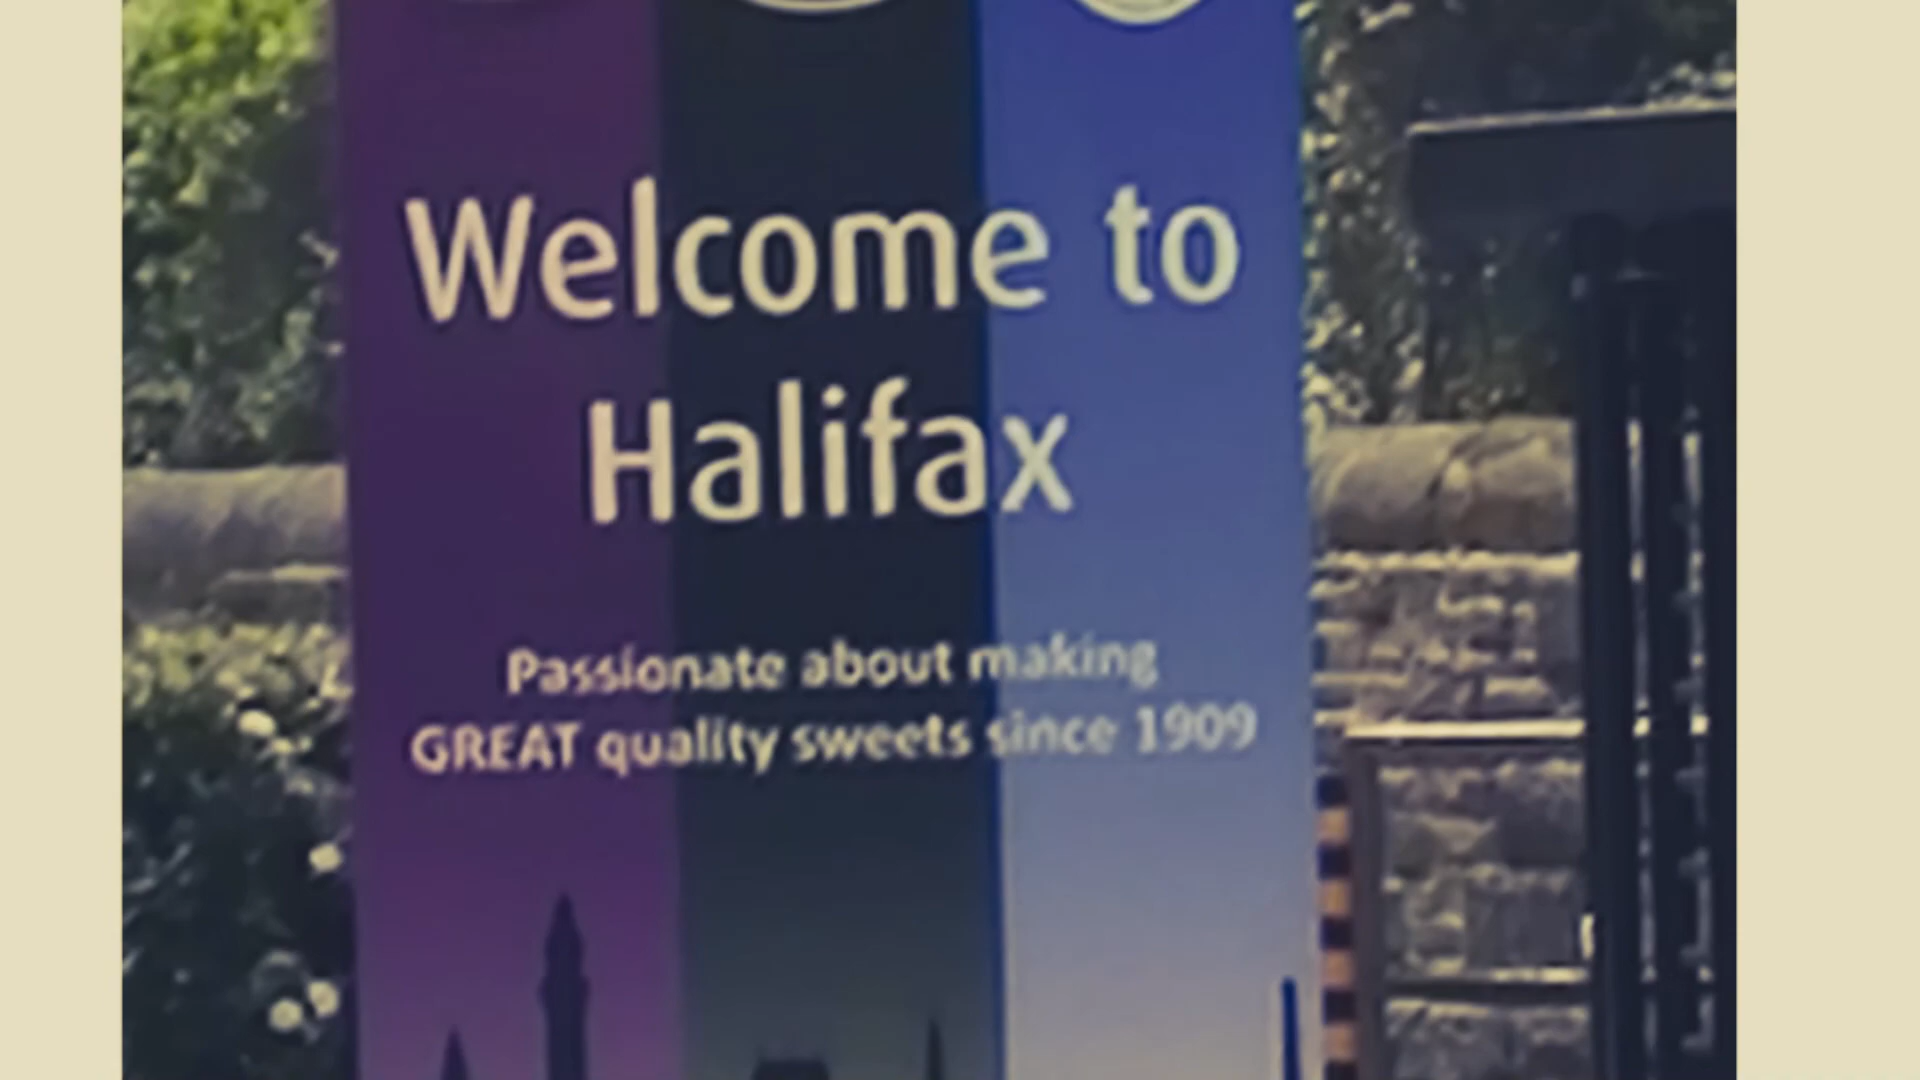 Welcome to
Halifax
Passionate about making
GREAT quality sweets since 1909